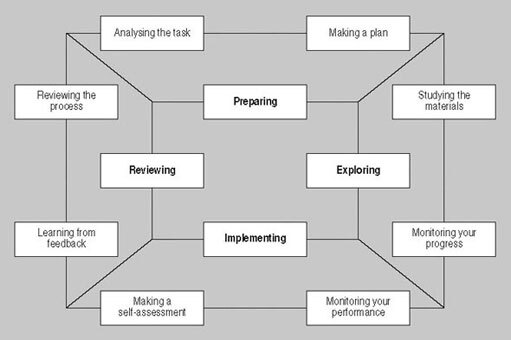 Analysing the task
Making a plan
Reviewing the
process
Preparing
Studying the
materials
Reviewing
Exploring
Learning from
feedback
Implementing
Monitoring your
progress
Making a
self-assessment
Monitoring your
performance